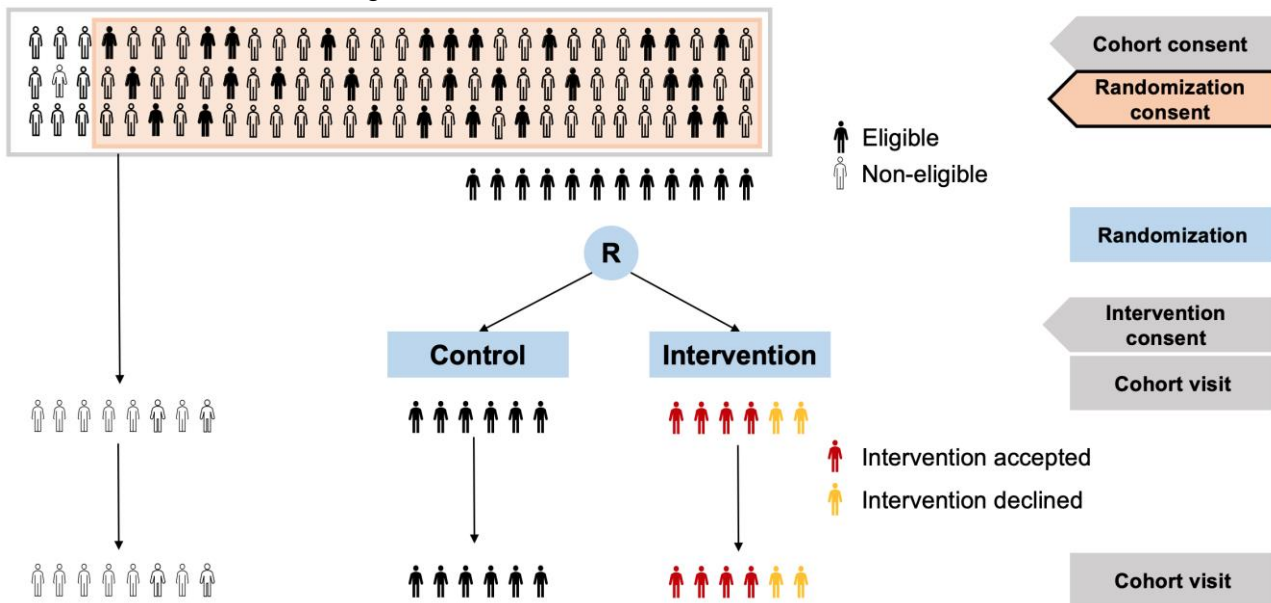 Cohort consent
Randomization
consent
Eligible
Non-eligible
R
Randomization
Control
Intervention
Intervention
consent
Cohort visit
Intervention accepted
Intervention declined
Cohort visit